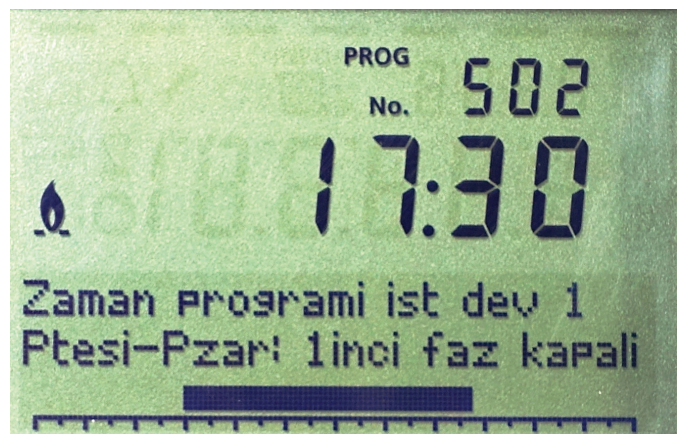 PROG
No. 502
17:30
Zaman programi ist dev 1
Ptesi-Pzar: 1inci faz kapali